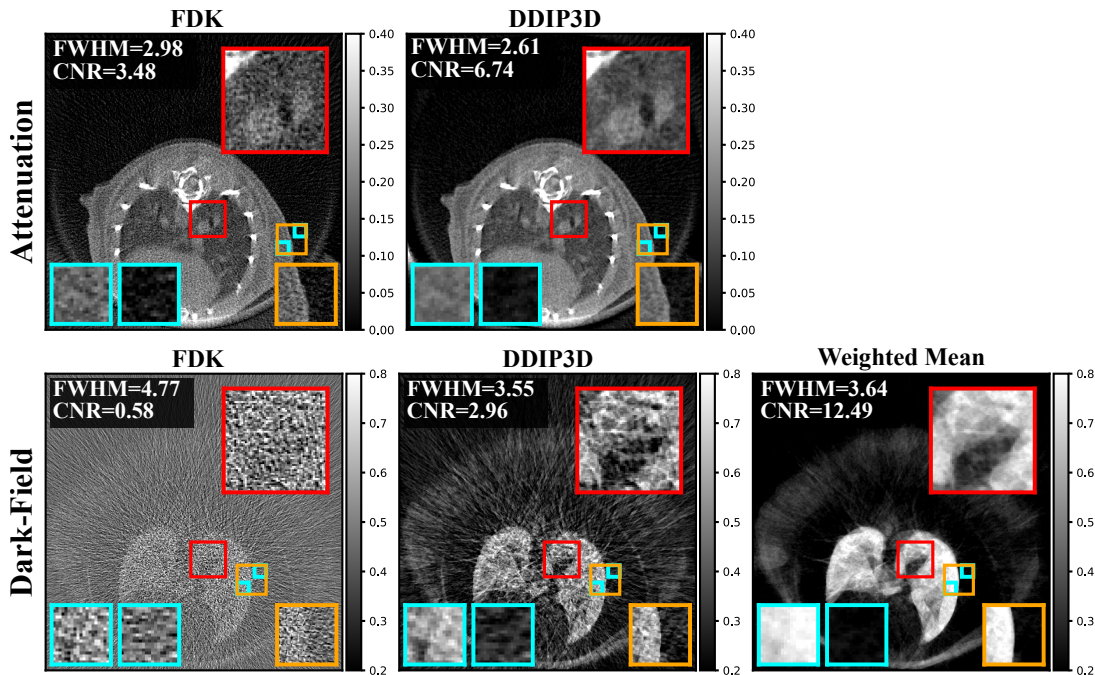 FDK
DDIP3D
Attenuation
FWHM=2.98
CNR=3.48
0.40
0.35
0.30
0.25
0.20
0.15
0.10
0.05
0.00
FWHM=2.61
CNR=6.74
0.40
0.35
0.30
0.25
0.20
0.15
0.10
0.05
0.00
FDK
DDIP3D
Weighted Mean
Dark-Field
FWHM=4.77
CNR=0.58
0.8
0.7
0.6
0.5
0.4
0.3
0.2
FWHM=3.55
CNR=2.96
0.8
0.7
0.6
0.5
0.4
0.3
0.2
FWHM=3.64
CNR=12.49
0.8
0.7
0.6
0.5
0.4
0.3
0.2